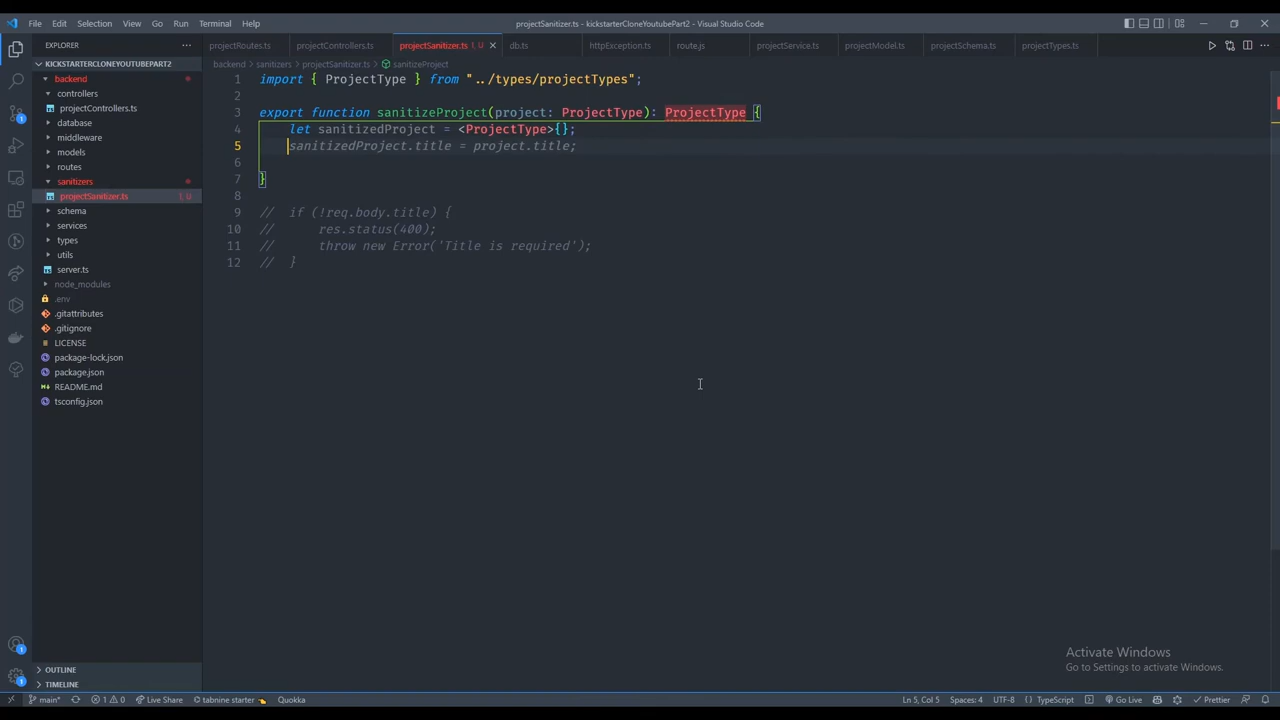 File Edit Selection View Go Run Terminal Help
projectSanitizer.ts - kickstarterCloneYoutubePart2 - Visual Studio Code
EXPLORER
projectRoutes.ts projectControllers.ts projectSanitizer.ts 1, U db.ts httpException.ts route.js projectService.ts projectModel.ts projectSchema.ts projectTypes.ts
KICKSTARTERCLONEYOUTUBEPART2
backend
controllers
projectControllers.ts
database
middleware
models
routes
sanitizers
projectSanitizer.ts 1, U
schema
services
types
utils
server.ts
node_modules
.env
.gitattributes
.gitignore
LICENSE
package-lock.json
package.json
README.md
tsconfig.json
OUTLINE
TIMELINE
backend > sanitizers > projectSanitizer.ts > sanitizeProject
1 import { ProjectType } from "../types/projectTypes";
2
3 export function sanitizeProject(project: ProjectType): ProjectType {
4 let sanitizedProject = <ProjectType>{};
5 sanitizedProject.title = project.title;
6
7 }
8
9 // if (!req.body.title) {
10 // res.status(400);
11 // throw new Error('Title is required');
12 // }
Activate Windows
Go to Settings to activate Windows.
main* 1 0 Live Share tabnine starter Quokka Ln 5, Col 5 Spaces: 4 UTF-8 {} TypeScript Go Live Prettier